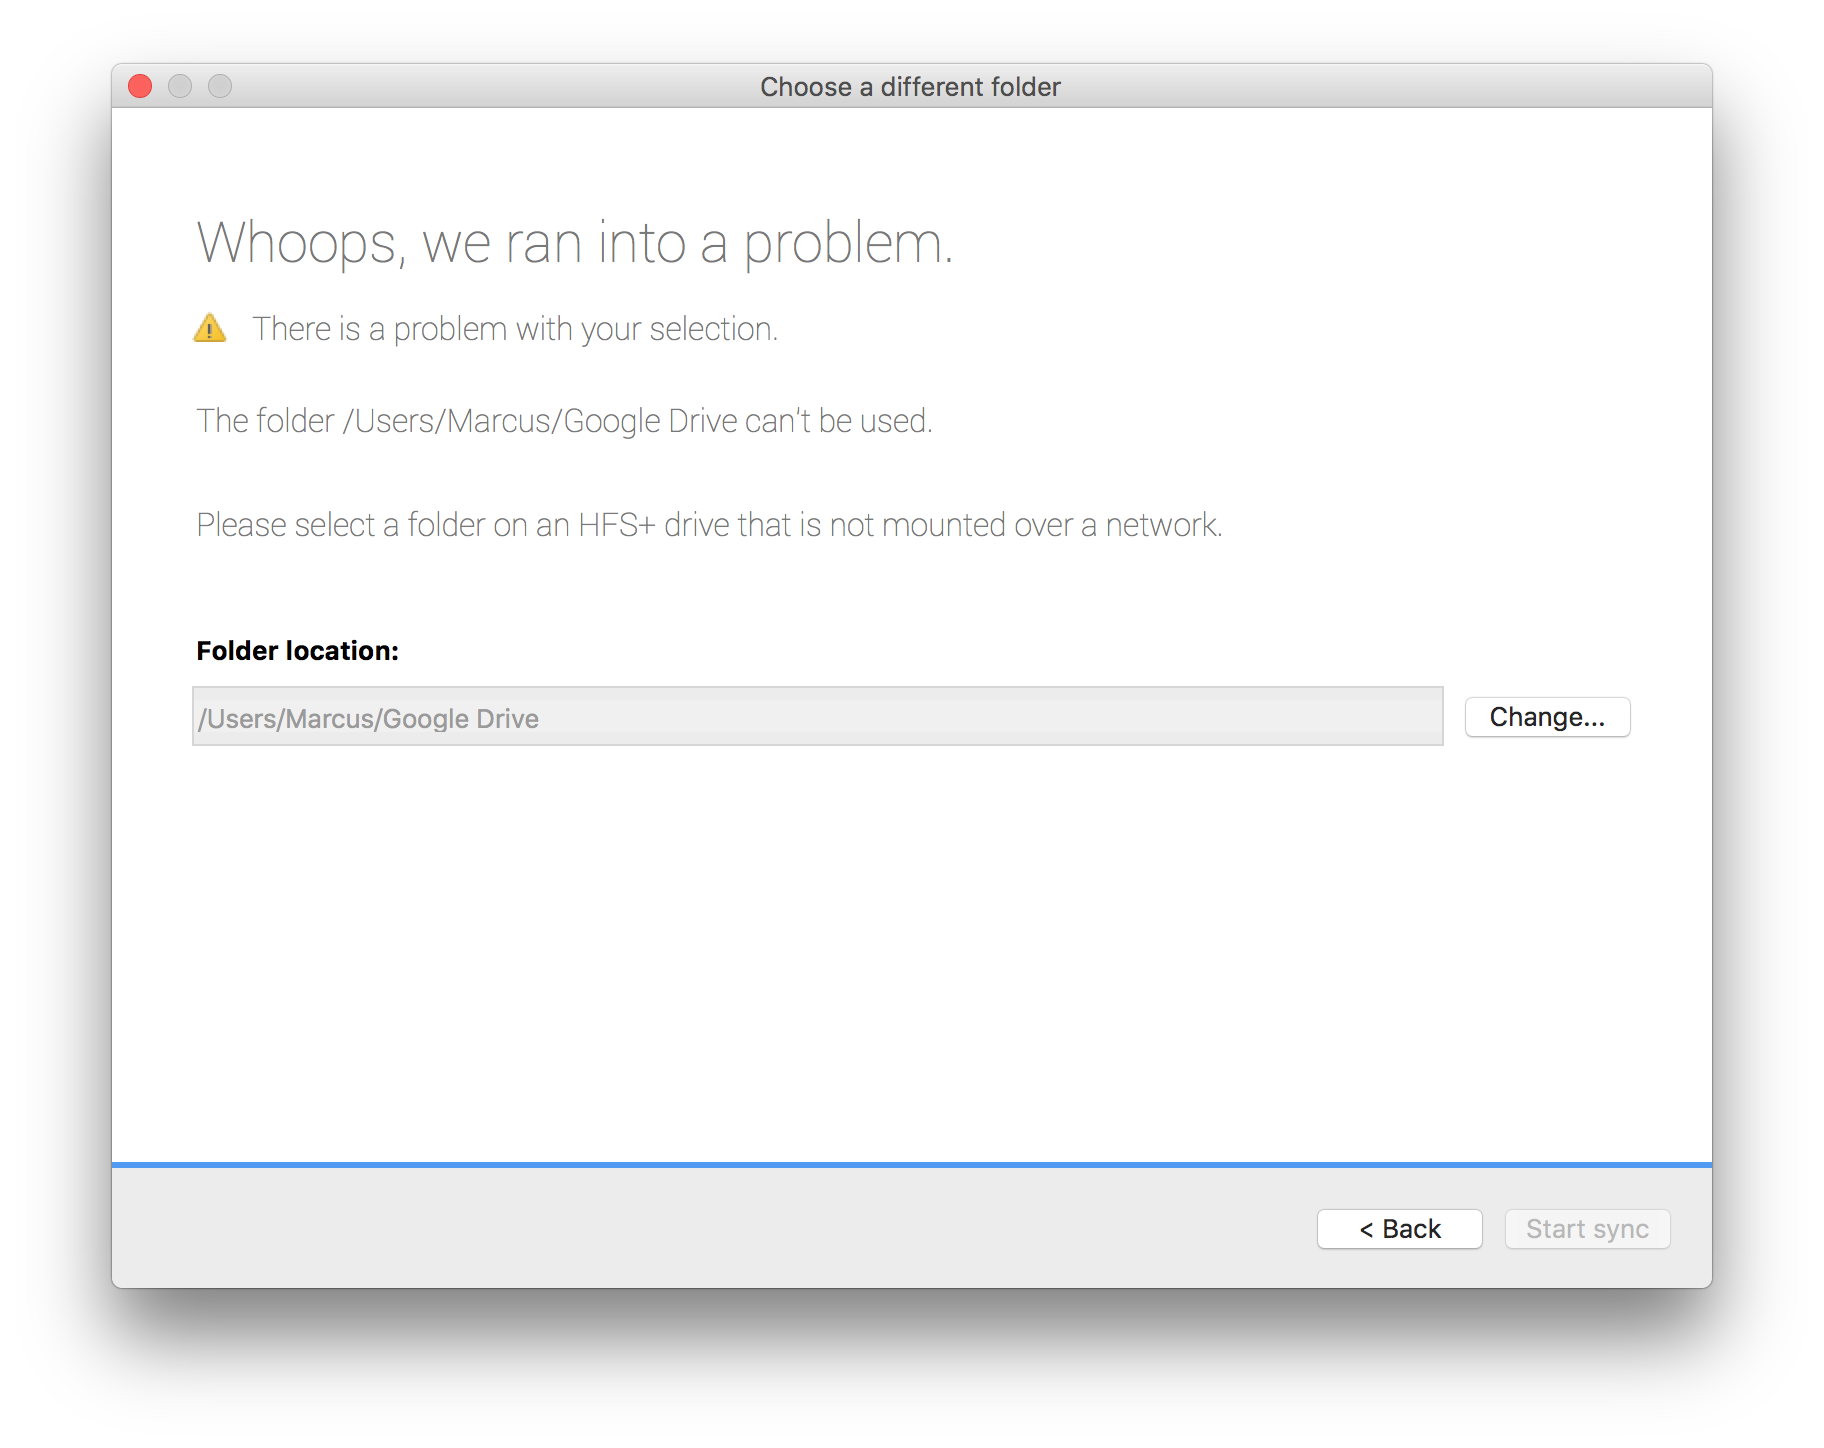 Choose a different folder
Whoops, we ran into a problem.
There is a problem with your selection.
The folder /Users/Marcus/Google Drive can't be used.
Please select a folder on an HFS+ drive that is not mounted over a network.
Folder location:
/Users/Marcus/Google Drive
Change...
< Back
Start sync